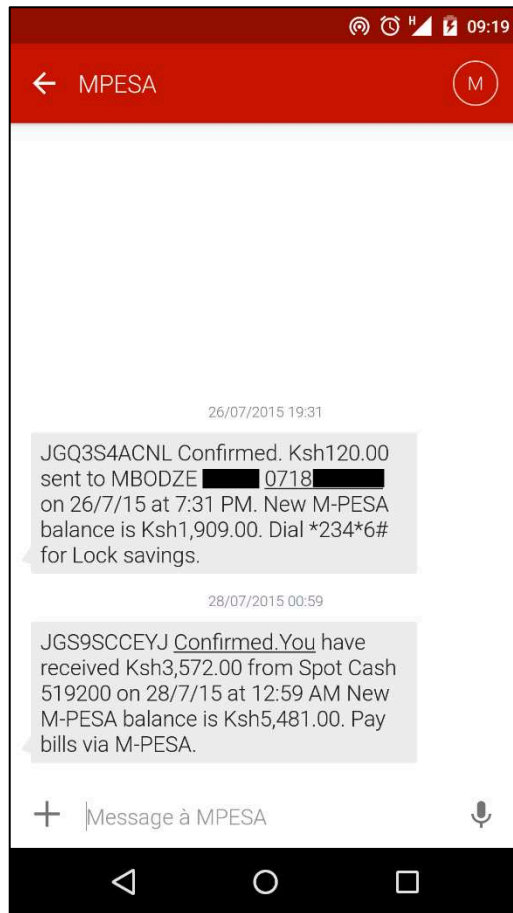 H 09:19
MPESA M
26/07/2015 19:31
JGQ3S4ACNL Confirmed. Ksh120.00
sent to MBODZE 0718
on 26/7/15 at 7:31 PM. New M-PESA
balance is Ksh1,909.00. Dial *234*6#
for Lock savings.
28/07/2015 00:59
JGS9SCCEYJ Confirmed.You have
received Ksh3,572.00 from Spot Cash
519200 on 28/7/15 at 12:59 AM New
M-PESA balance is Ksh5,481.00. Pay
bills via M-PESA.
Message à MPESA